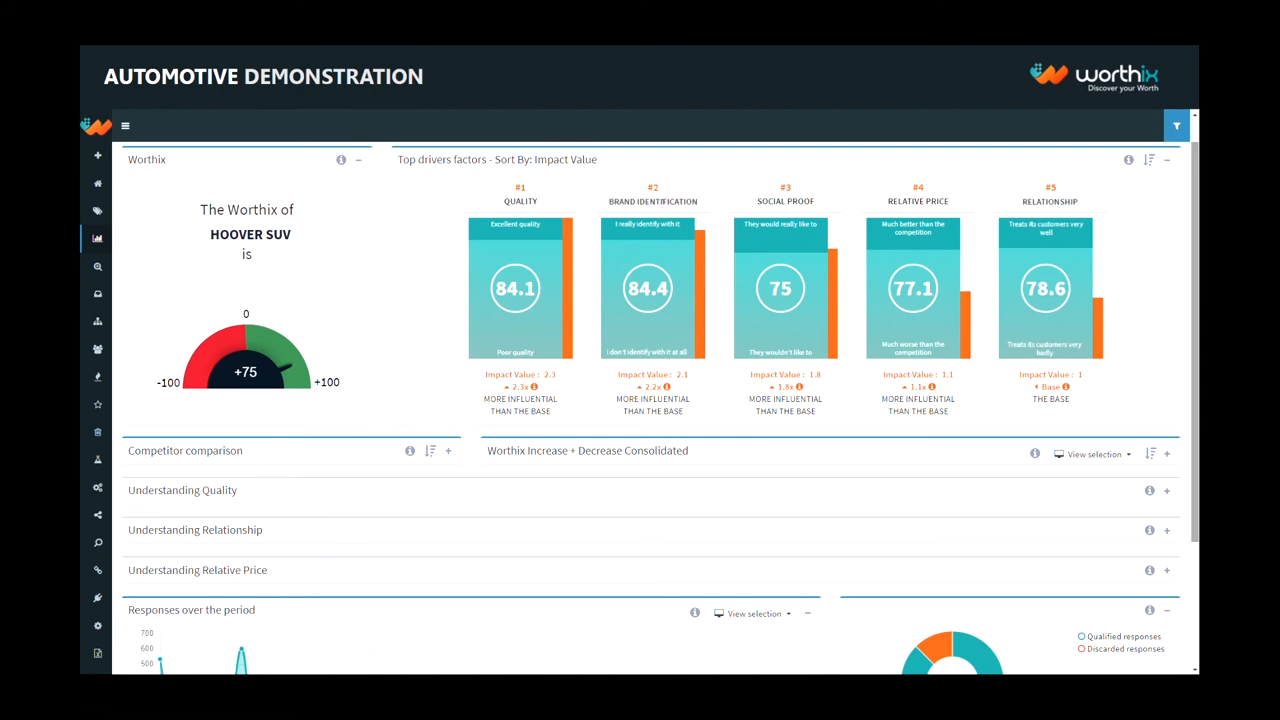 AUTOMOTIVE DEMONSTRATION
worthix
Discover your Worth
Worthix
The Worthix of
HOOVER SUV
is
0
-100
+75
+100
Top drivers factors - Sort By: Impact Value
#1
QUALITY
Excellent quality
84.1
Poor quality
Impact Value : 2.3
2.3x
MORE INFLUENTIAL
THAN THE BASE
#2
BRAND IDENTIFICATION
I really identify with it
84.4
I don't identify with it at all
Impact Value : 2.1
2.2x
MORE INFLUENTIAL
THAN THE BASE
#3
SOCIAL PROOF
They would really like to
75
They wouldn't like to
Impact Value : 1.8
1.8x
MORE INFLUENTIAL
THAN THE BASE
#4
RELATIVE PRICE
Much better than the
competition
77.1
Much worse than the
competition
Impact Value : 1.1
1.1x
MORE INFLUENTIAL
THAN THE BASE
#5
RELATIONSHIP
Treats its customers very
well
78.6
Treats its customers very
badly
Impact Value : 1
Base
THE BASE
Competitor comparison
Worthix Increase + Decrease Consolidated
View selection
Understanding Quality
Understanding Relationship
Understanding Relative Price
Responses over the period
View selection
700
600
500
Qualified responses
Discarded responses